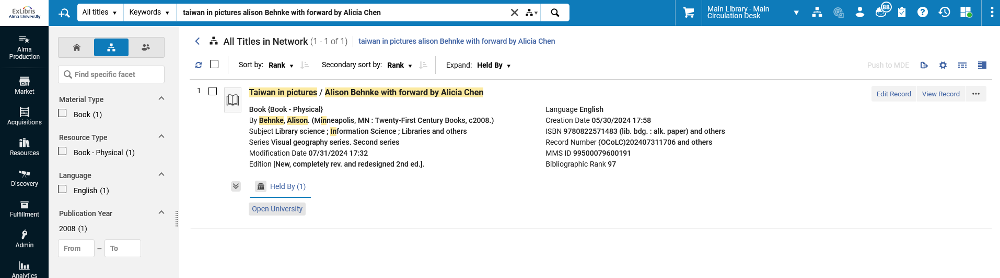 ExLibris
Alma University
All titles
Keywords
taiwan in pictures alison Behnke with forward by Alicia Chen
Main Library - Main
Circulation Desk
88
Alma
Production
Market
Acquisitions
Resources
Discovery
Fulfillment
Admin
Analytics
Find specific facet
Material Type
Book (1)
Resource Type
Book - Physical (1)
Language
English (1)
Publication Year
2008 (1)
From – To
All Titles in Network (1 - 1 of 1) taiwan in pictures alison Behnke with forward by Alicia Chen
Sort by: Rank Secondary sort by: Rank Expand: Held By Push to MDE
1 Taiwan in pictures / Alison Behnke with forward by Alicia Chen
Edit Record View Record
Book {Book - Physical}
By Behnke, Alison. (Minneapolis, MN : Twenty-First Century Books, c2008.)
Subject Library science ; Information Science ; Libraries and others
Series Visual geography series. Second series
Modification Date 07/31/2024 17:32
Edition [New, completely rev. and redesigned 2nd ed.].
Language English
Creation Date 05/30/2024 17:58
ISBN 9780822571483 (lib. bdg. : alk. paper) and others
Record Number (OCoLC)202407311706 and others
MMS ID 99500079600191
Bibliographic Rank 97
Held By (1)
Open University